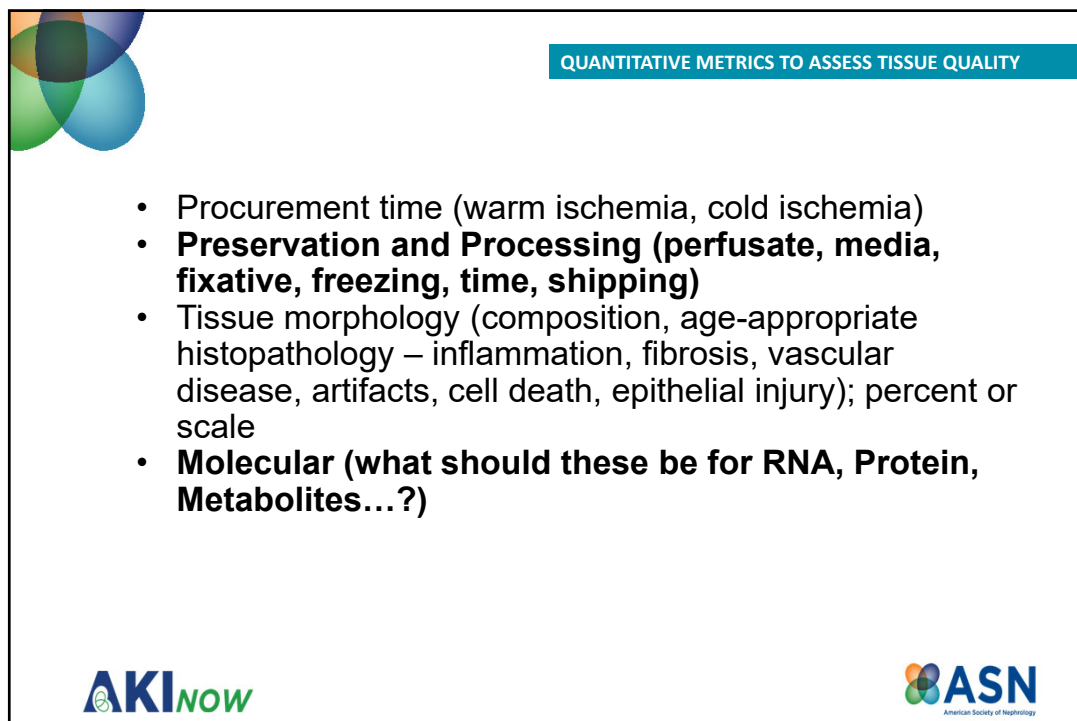 QUANTITATIVE METRICS TO ASSESS TISSUE QUALITY
• Procurement time (warm ischemia, cold ischemia)
• Preservation and Processing (perfusate, media,
fixative, freezing, time, shipping)
• Tissue morphology (composition, age-appropriate
histopathology – inflammation, fibrosis, vascular
disease, artifacts, cell death, epithelial injury); percent or
scale
• Molecular (what should these be for RNA, Protein,
Metabolites…?)
AKINOW
ASN
American Society of Nephrology